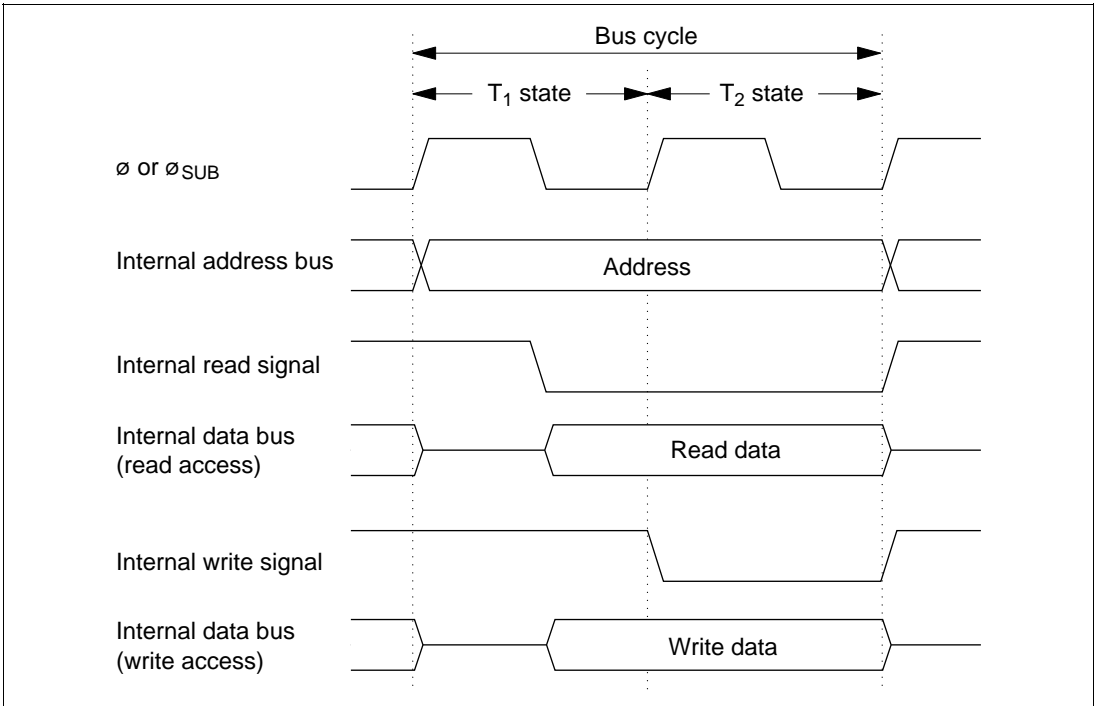 Bus cycle
T₁ state
T₂ state
ø or ø SUB
Internal address bus
Address
Internal read signal
Internal data bus
(read access)
Read data
Internal write signal
Internal data bus
(write access)
Write data